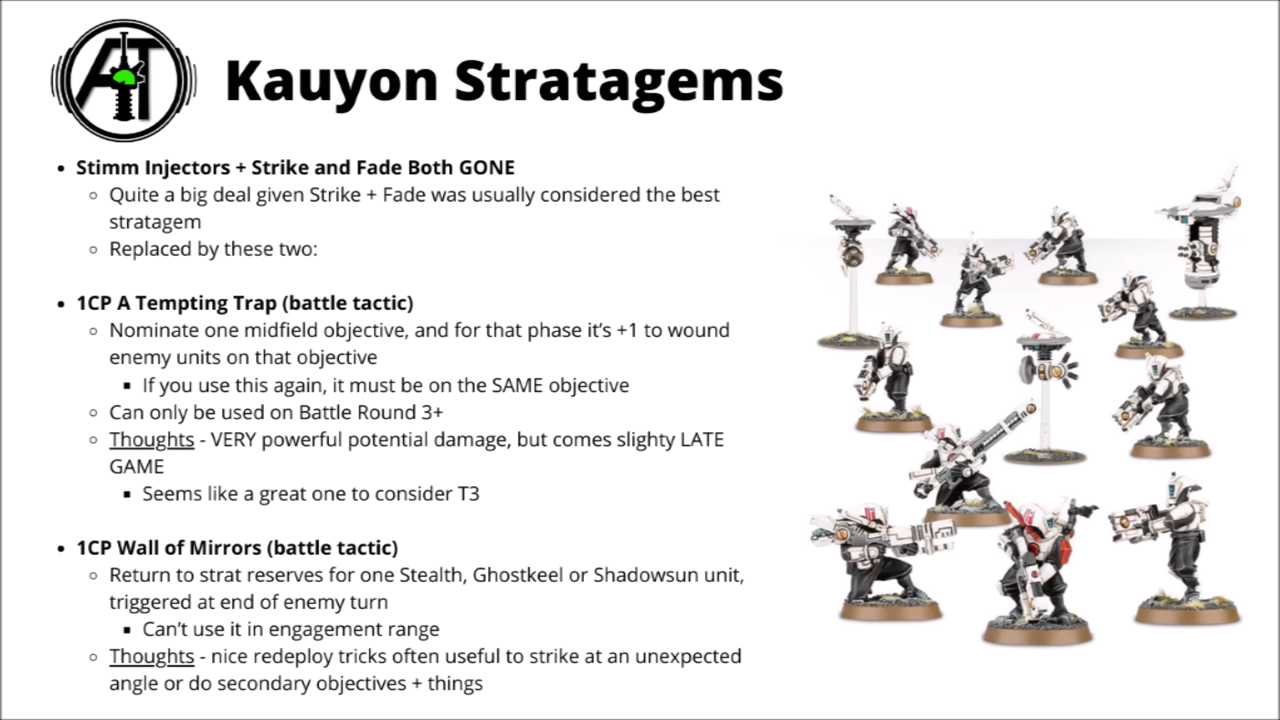 AT
Kauyon Stratagems
• Stimm Injectors + Strike and Fade Both GONE
○ Quite a big deal given Strike + Fade was usually considered the best
stratagem
○ Replaced by these two:
• 1CP A Tempting Trap (battle tactic)
○ Nominate one midfield objective, and for that phase it's +1 to wound
enemy units on that objective
▪ If you use this again, it must be on the SAME objective
○ Can only be used on Battle Round 3+
○ Thoughts - VERY powerful potential damage, but comes slighty LATE
GAME
▪ Seems like a great one to consider T3
• 1CP Wall of Mirrors (battle tactic)
○ Return to strat reserves for one Stealth, Ghostkeel or Shadowsun unit,
triggered at end of enemy turn
▪ Can't use it in engagement range
○ Thoughts - nice redeploy tricks often useful to strike at an unexpected
angle or do secondary objectives + things